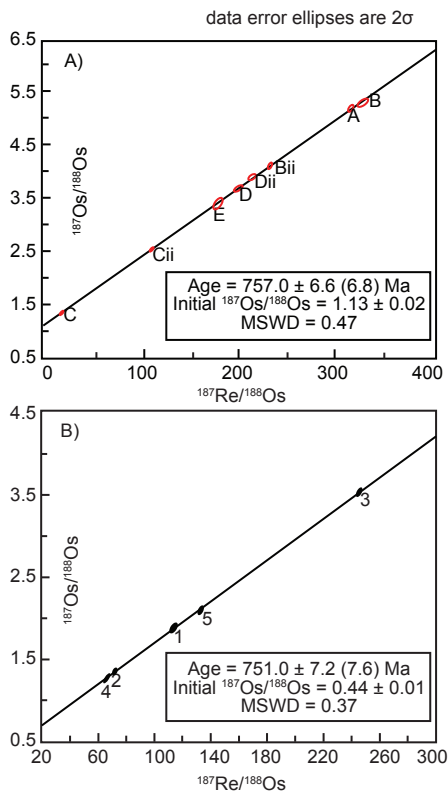 data error ellipses are 2σ
6.5
A)
5.5
B
A
4.5
Bii
Dii
D
3.5
E
¹⁸⁷Os/¹⁸⁸Os
2.5
Cii
1.5
C
0.5
Age = 757.0 ± 6.6 (6.8) Ma
Initial ¹⁸⁷Os/¹⁸⁸Os = 1.13 ± 0.02
MSWD = 0.47
0 100 200 300 400
¹⁸⁷Re/¹⁸⁸Os
4.5
B)
3.5
3
2.5
¹⁸⁷Os/¹⁸⁸Os
5
1
1.5
2
4
0.5
Age = 751.0 ± 7.2 (7.6) Ma
Initial ¹⁸⁷Os/¹⁸⁸Os = 0.44 ± 0.01
MSWD = 0.37
20 60 100 140 180 220 260 300
¹⁸⁷Re/¹⁸⁸Os